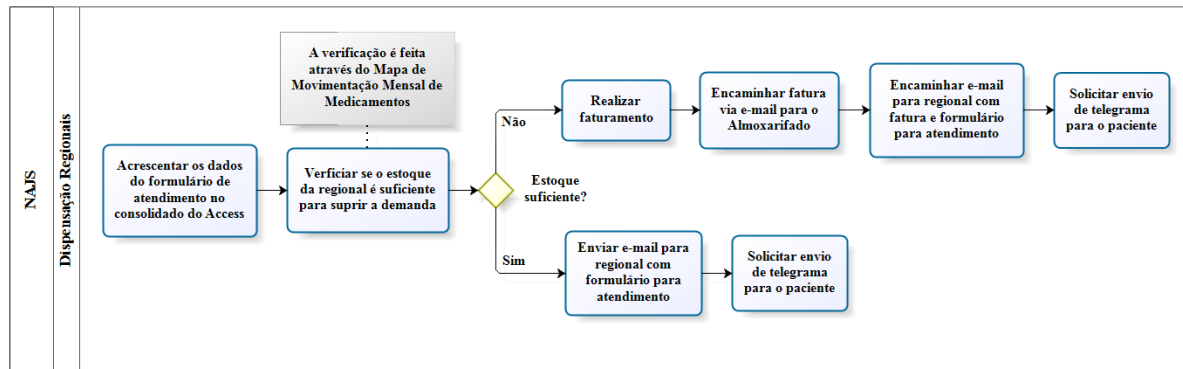 NAJS
Dispensação Regionais
A verificação é feita
através do Mapa de
Movimentação Mensal de
Medicamentos
Acrescentar os dados
do formulário de
atendimento no
consolidado do Access
Verficiar se o estoque
da regional é suficiente
para suprir a demanda
Estoque
suficiente?
Não
Realizar
faturamento
Encaminhar fatura
via e-mail para o
Almoxarifado
Encaminhar e-mail
para regional com
fatura e formulário
para atendimento
Solicitar envio
de telegrama
para o paciente
Sim
Enviar e-mail para
regional com
formulário para
atendimento
Solicitar envio
de telegrama
para o paciente